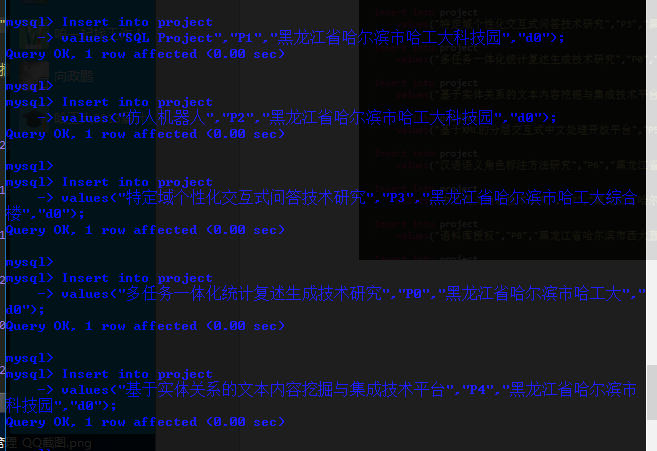 mysql> Insert into project
-> values("SQL Project","P1","黑龙江省哈尔滨市哈工大科技园","d0");
Query OK, 1 row affected (0.00 sec)
mysql>
mysql> Insert into project
-> values("仿人机器人","P2","黑龙江省哈尔滨市哈工大科技园","d0");
Query OK, 1 row affected (0.00 sec)
mysql>
mysql> Insert into project
-> values("特定域个性化交互式问答技术研究","P3","黑龙江省哈尔滨市哈工大综合
楼","d0");
Query OK, 1 row affected (0.00 sec)
mysql>
mysql> Insert into project
-> values("多任务一体化统计复述生成技术研究","P0","黑龙江省哈尔滨市哈工大","
d0");
Query OK, 1 row affected (0.00 sec)
mysql>
mysql> Insert into project
-> values("基于实体关系的文本内容挖掘与集成技术平台","P4","黑龙江省哈尔滨市
科技园","d0");
Query OK, 1 row affected (0.00 sec)
向政鹏
QQ截图.png